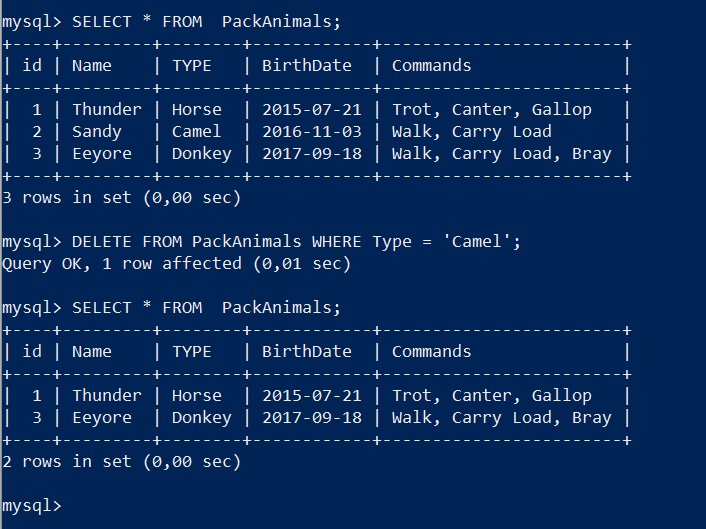 mysql> SELECT * FROM  PackAnimals;
+----+---------+--------+------------+-------------------------+
| id | Name    | TYPE   | BirthDate  | Commands                |
+----+---------+--------+------------+-------------------------+
|  1 | Thunder | Horse  | 2015-07-21 | Trot, Canter, Gallop    |
|  2 | Sandy   | Camel  | 2016-11-03 | Walk, Carry Load        |
|  3 | Eeyore  | Donkey | 2017-09-18 | Walk, Carry Load, Bray |
+----+---------+--------+------------+-------------------------+
3 rows in set (0,00 sec)
mysql> DELETE FROM PackAnimals WHERE Type = 'Camel';
Query OK, 1 row affected (0,01 sec)
mysql> SELECT * FROM  PackAnimals;
+----+---------+--------+------------+-------------------------+
| id | Name    | TYPE   | BirthDate  | Commands                |
+----+---------+--------+------------+-------------------------+
|  1 | Thunder | Horse  | 2015-07-21 | Trot, Canter, Gallop    |
|  3 | Eeyore  | Donkey | 2017-09-18 | Walk, Carry Load, Bray |
+----+---------+--------+------------+-------------------------+
2 rows in set (0,00 sec)
mysql>